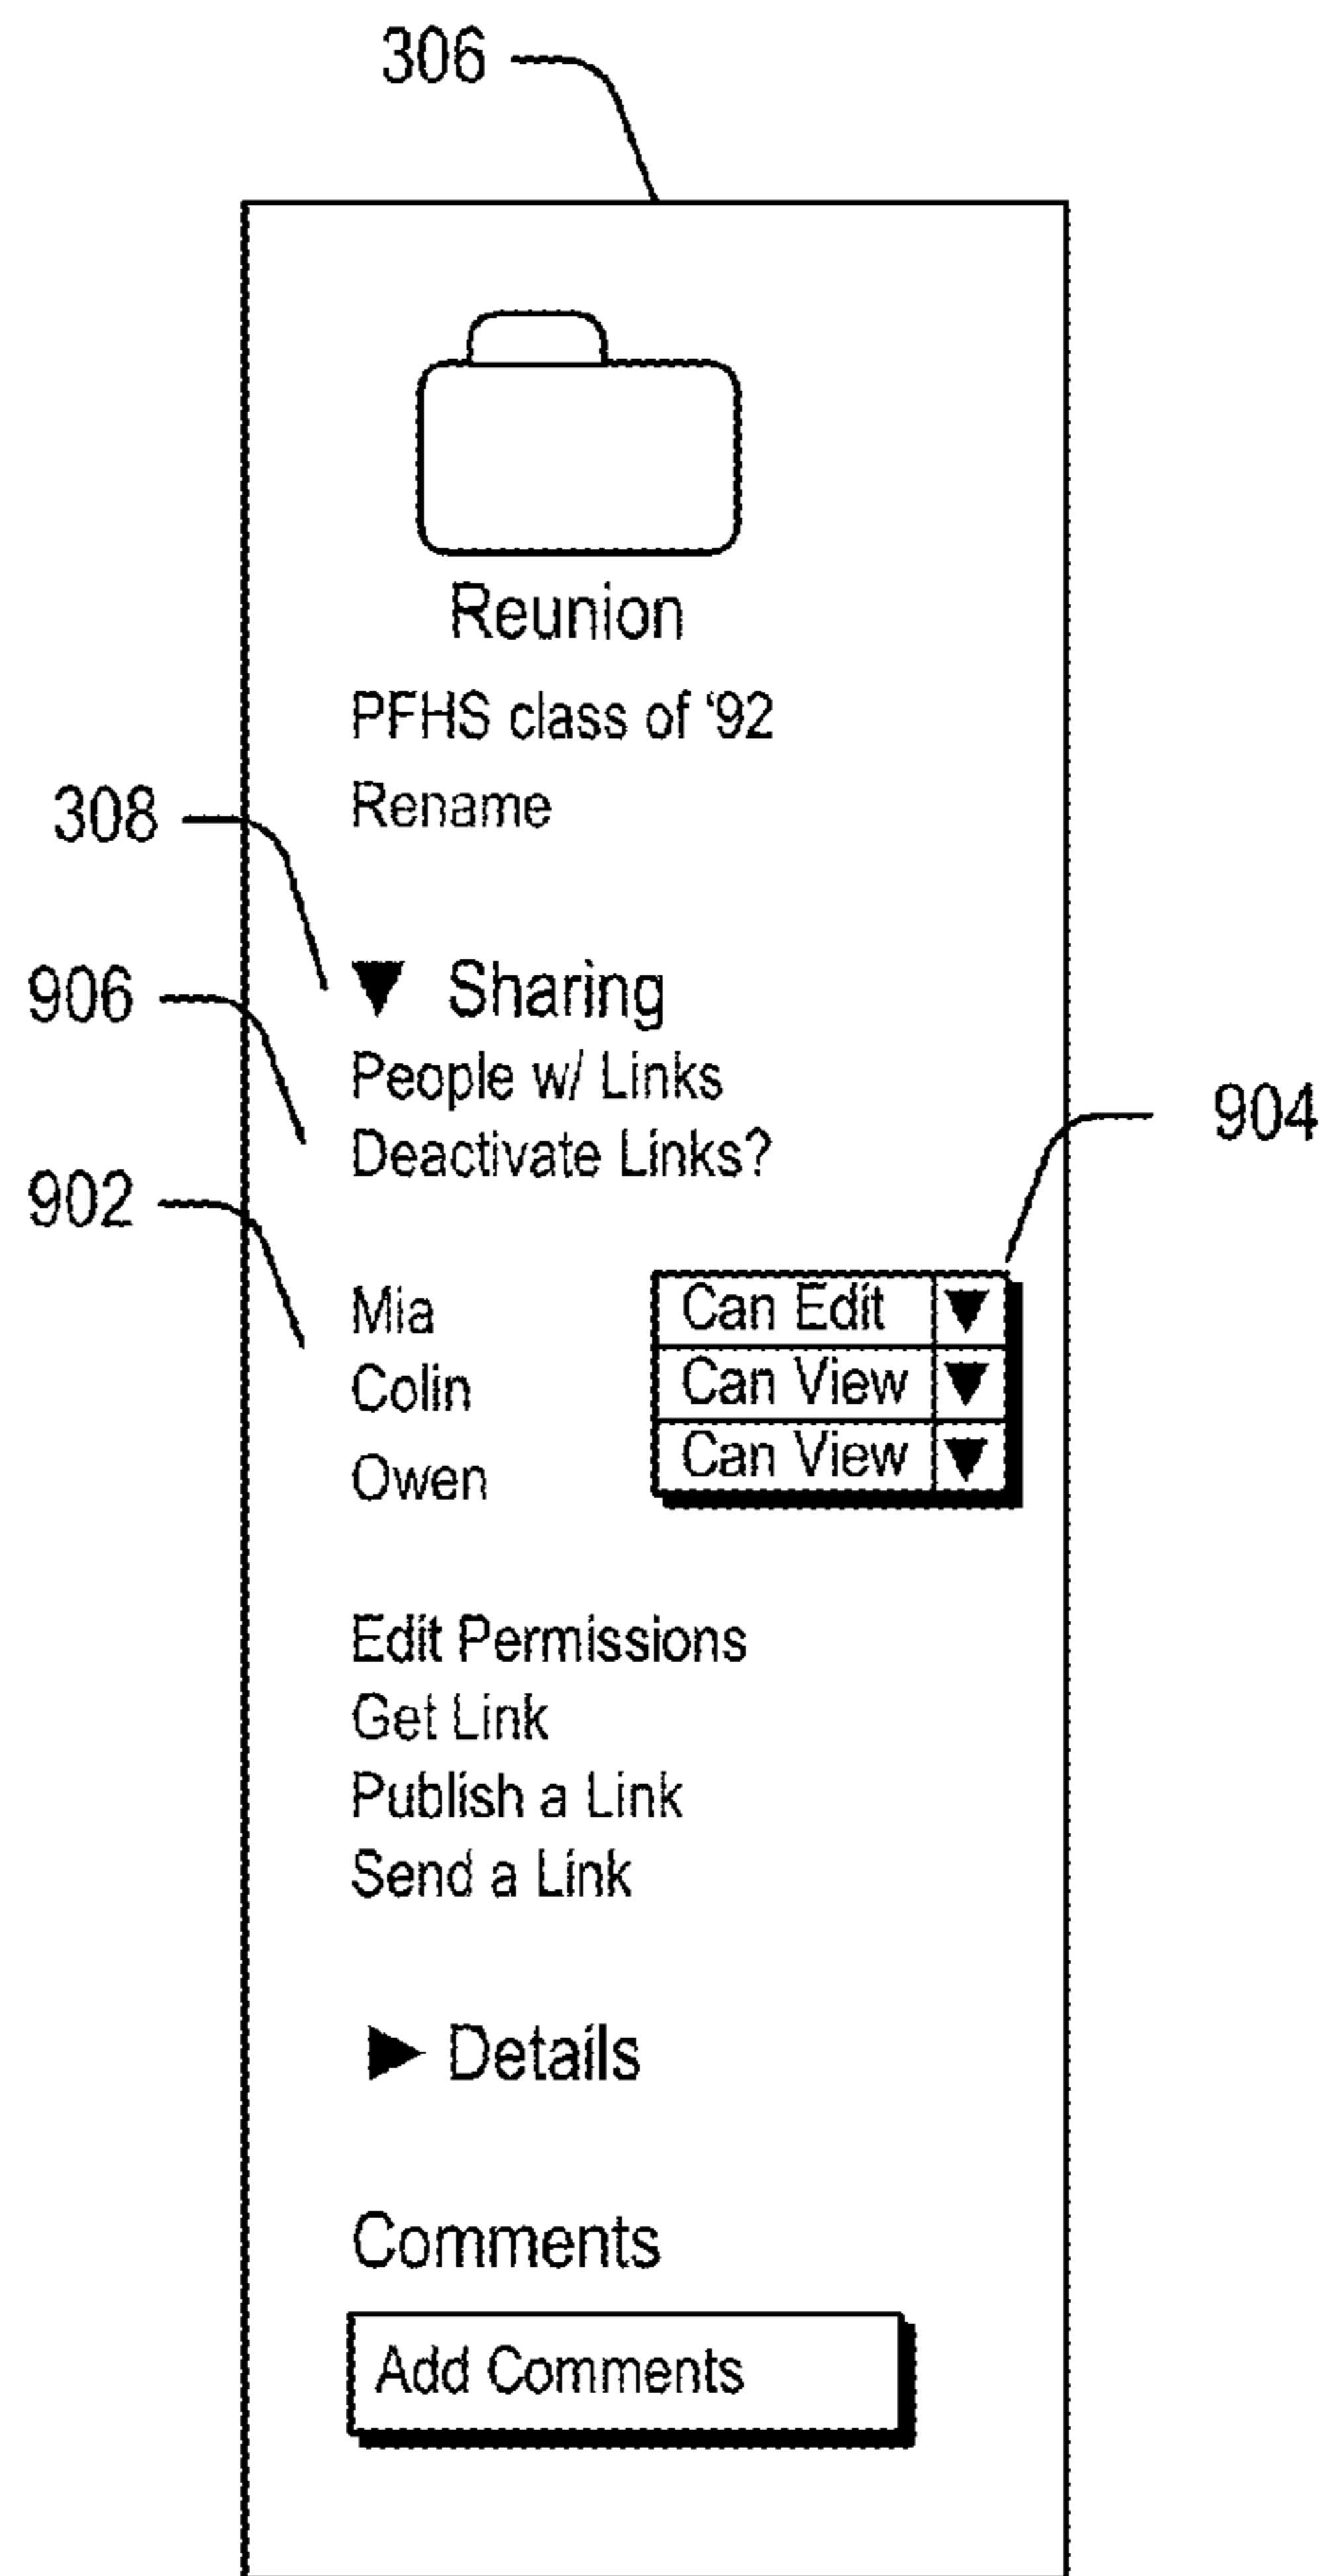 306
Reunion
PFHS class of ‘92
Rename
308
Sharing
906
People w/ Links
904
Deactivate Links?
902
Mia Can Edit
Colin Can View
Owen Can View
Edit Permissions
Get Link
Publish a Link
Send a Link
Details
Comments
Add Comments